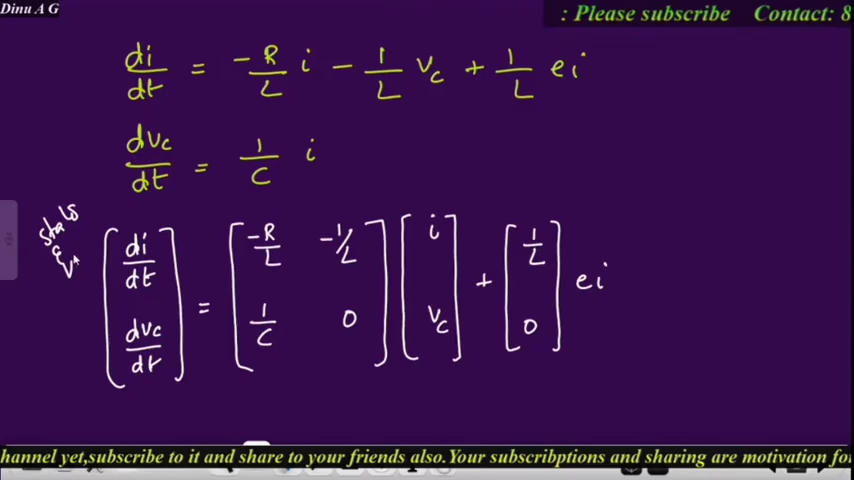 Dinu A G
: Please subscribe Contact: 8
di/dt = -R/L i - 1/L vc + 1/L ei
dvc/dt = 1/C i
[di/dt dvc/dt] = [-R/L -1/L 1/C 0] [i vc] + [1/L 0] ei
hannel yet,subscribe to it and share to your friends also.Your subscribptions and sharing are motivation for